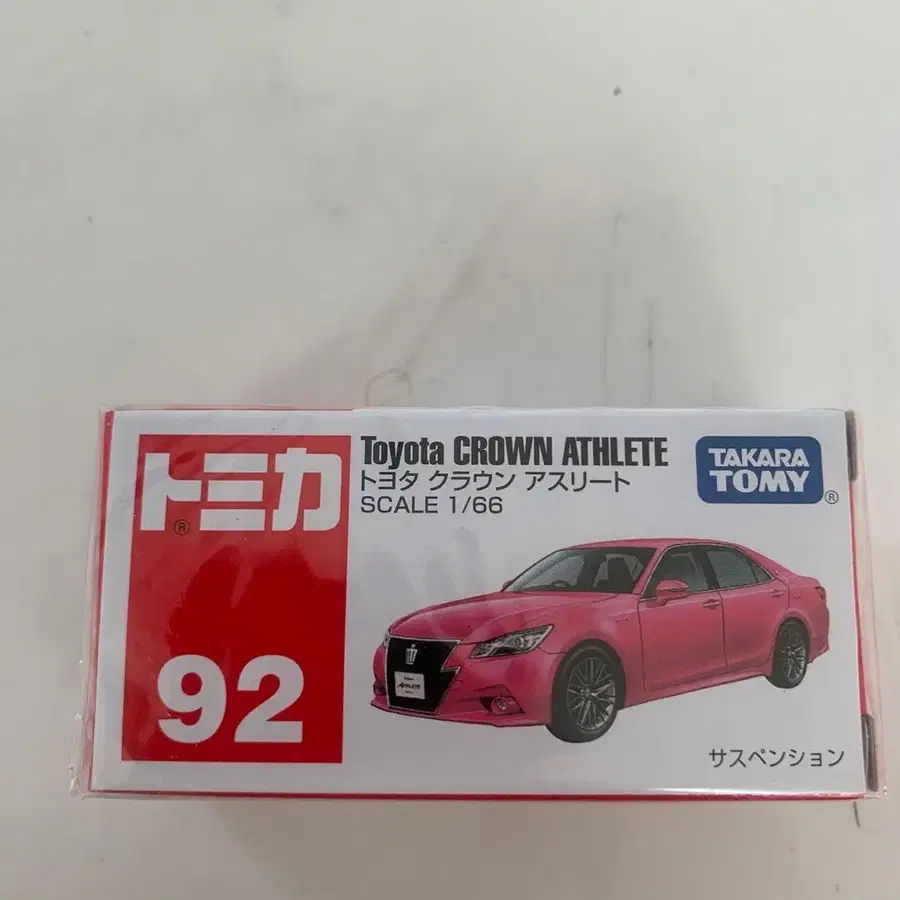 トミカ®
92
Toyota CROWN ATHLETE
トヨタ クラウン アスリート
SCALE 1/66
TAKARA
TOMY®
ATHLETE
サスペンション